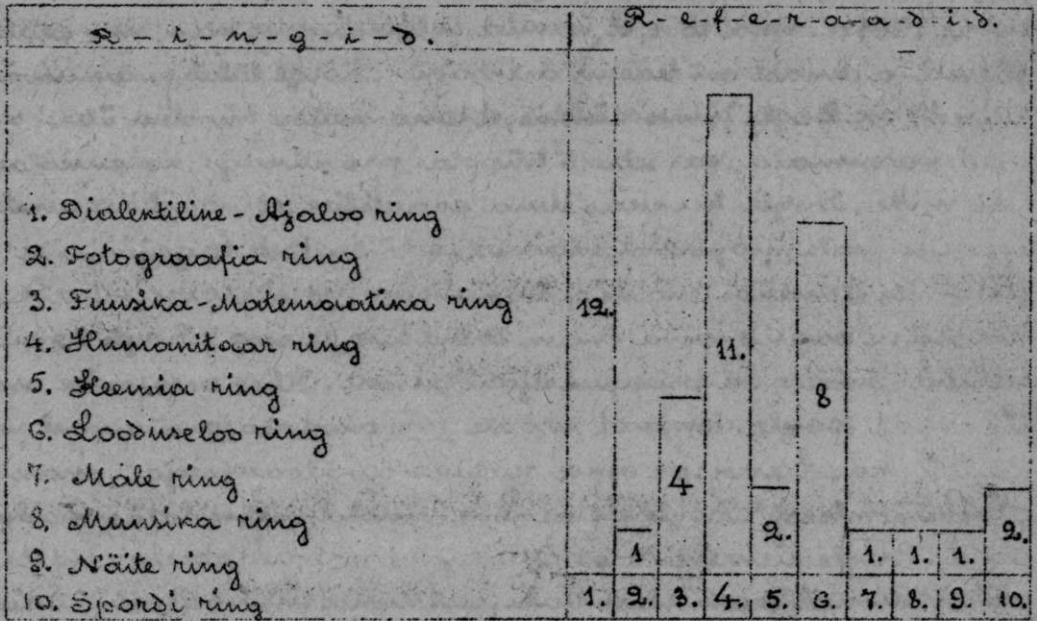 R-i-n-g-i-d.
R-e-f-e-r-a-a-d-i-d.
1. Dialektiline - Ajaloo ring
2. Fotograafia ring
3. Fuusika-Matemaatika ring
4. Humanitaar ring
5. Keemia ring
6. Looduseloo ring
7. Male ring
8. Muusika ring
9. Näite ring
10. Spordi ring
12. 1 4 11. 2. 8 1. 1. 1. 2.
1. 2. 3. 4. 5. 6. 7. 8. 9. 10.